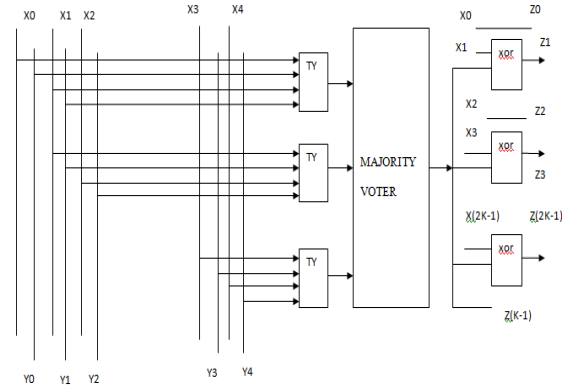 X0 X1 X2 X3 X4 X0 Z0
X1 xor Z1
TY
X2 Z2
X3 xor
TY MAJORITY
VOTER
Z3
X(2K-1) Z(2K-1)
xor
TY
Z(K-1)
Y0 Y1 Y2 Y3 Y4